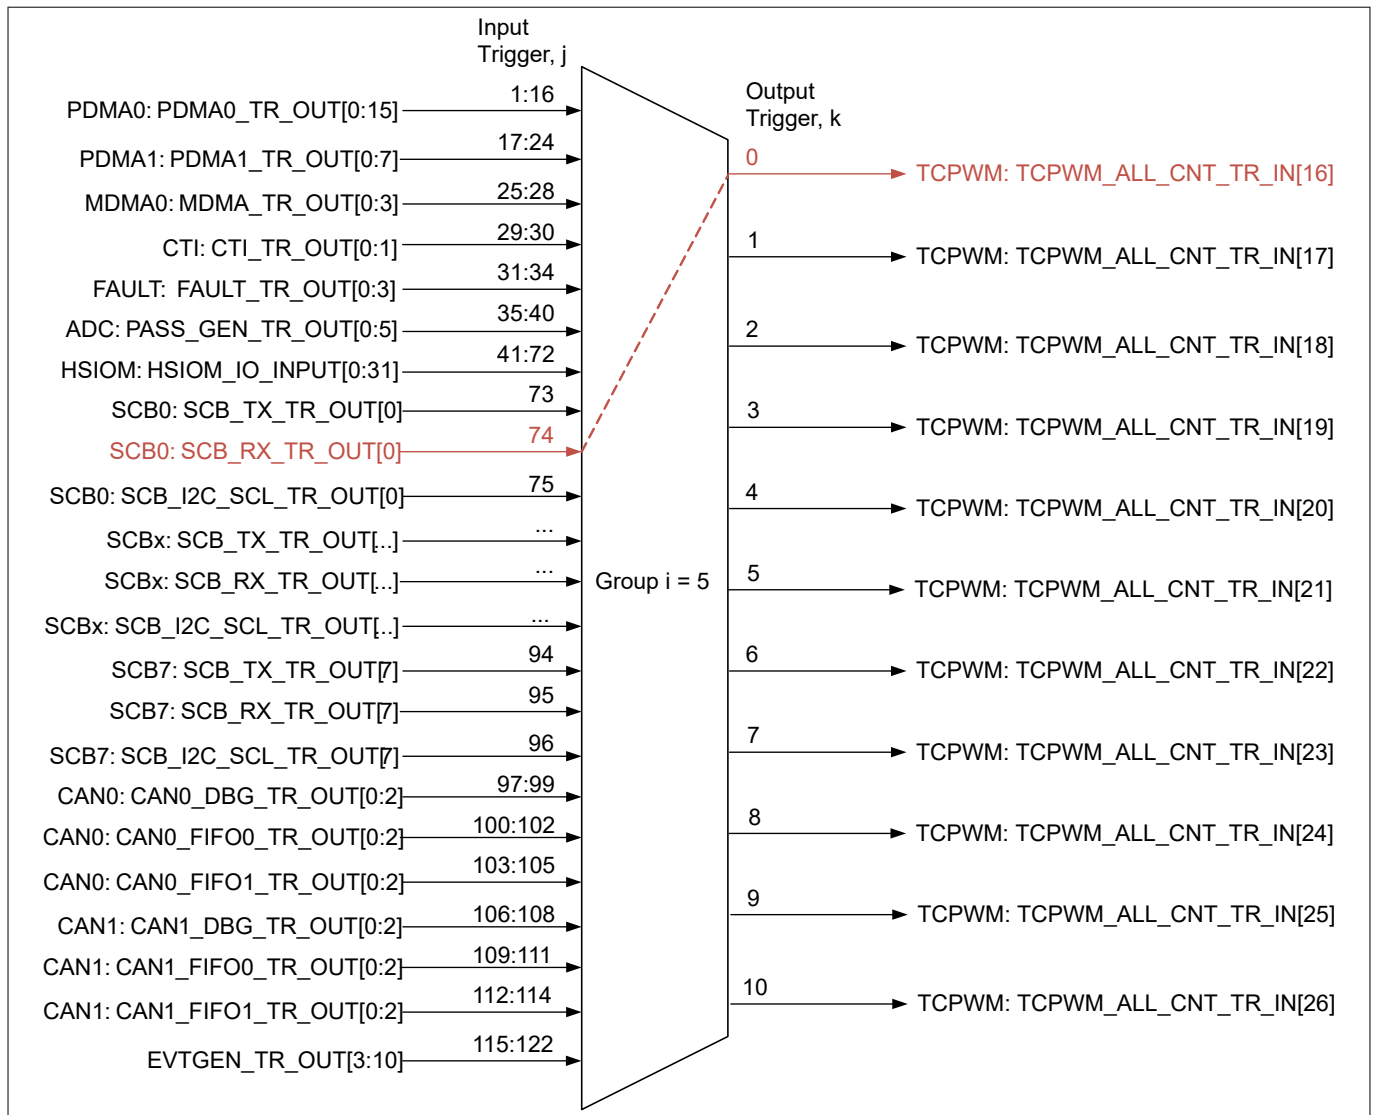 Input
Trigger, j
Output
Trigger, k
PDMA0: PDMA0_TR_OUT[0:15] 1:16
PDMA1: PDMA1_TR_OUT[0:7] 17:24
MDMA0: MDMA_TR_OUT[0:3] 25:28
CTI: CTI_TR_OUT[0:1] 29:30
FAULT: FAULT_TR_OUT[0:3] 31:34
ADC: PASS_GEN_TR_OUT[0:5] 35:40
HSIOM: HSIOM_IO_INPUT[0:31] 41:72
SCB0: SCB_TX_TR_OUT[0] 73
SCB0: SCB_RX_TR_OUT[0] 74
SCB0: SCB_I2C_SCL_TR_OUT[0] 75
SCBx: SCB_TX_TR_OUT[...] ...
SCBx: SCB_RX_TR_OUT[...] ...
SCBx: SCB_I2C_SCL_TR_OUT[..] ...
SCB7: SCB_TX_TR_OUT[7] 94
SCB7: SCB_RX_TR_OUT[7] 95
SCB7: SCB_I2C_SCL_TR_OUT[7] 96
CAN0: CAN0_DBG_TR_OUT[0:2] 97:99
CAN0: CAN0_FIFO0_TR_OUT[0:2] 100:102
CAN0: CAN0_FIFO1_TR_OUT[0:2] 103:105
CAN1: CAN1_DBG_TR_OUT[0:2] 106:108
CAN1: CAN1_FIFO0_TR_OUT[0:2] 109:111
CAN1: CAN1_FIFO1_TR_OUT[0:2] 112:114
EVTGEN_TR_OUT[3:10] 115:122
Group i = 5
0 TCPWM: TCPWM_ALL_CNT_TR_IN[16]
1 TCPWM: TCPWM_ALL_CNT_TR_IN[17]
2 TCPWM: TCPWM_ALL_CNT_TR_IN[18]
3 TCPWM: TCPWM_ALL_CNT_TR_IN[19]
4 TCPWM: TCPWM_ALL_CNT_TR_IN[20]
5 TCPWM: TCPWM_ALL_CNT_TR_IN[21]
6 TCPWM: TCPWM_ALL_CNT_TR_IN[22]
7 TCPWM: TCPWM_ALL_CNT_TR_IN[23]
8 TCPWM: TCPWM_ALL_CNT_TR_IN[24]
9 TCPWM: TCPWM_ALL_CNT_TR_IN[25]
10 TCPWM: TCPWM_ALL_CNT_TR_IN[26]